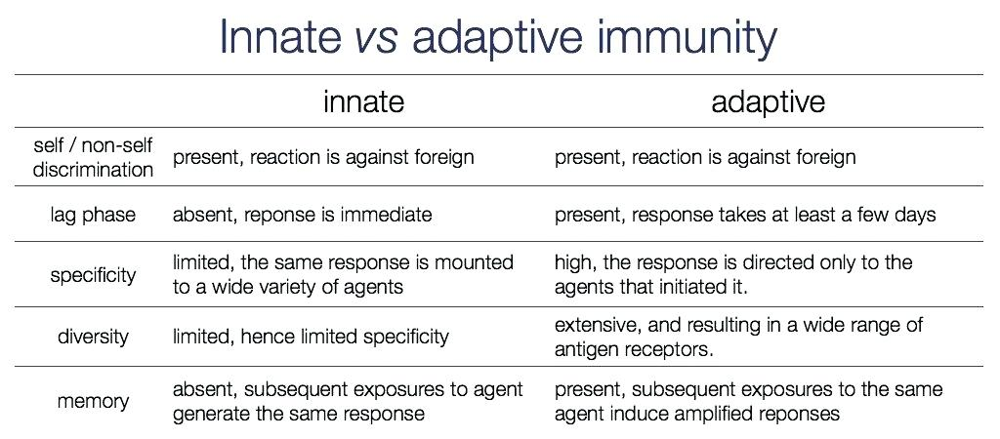 Innate vs adaptive immunity
innate adaptive
self / non-self
discrimination
present, reaction is against foreign
present, reaction is against foreign
lag phase
absent, reponse is immediate
present, response takes at least a few days
specificity
limited, the same response is mounted
to a wide variety of agents
high, the response is directed only to the
agents that initiated it.
diversity
limited, hence limited specificity
extensive, and resulting in a wide range of
antigen receptors.
memory
absent, subsequent exposures to agent
generate the same response
present, subsequent exposures to the same
agent induce amplified reponses